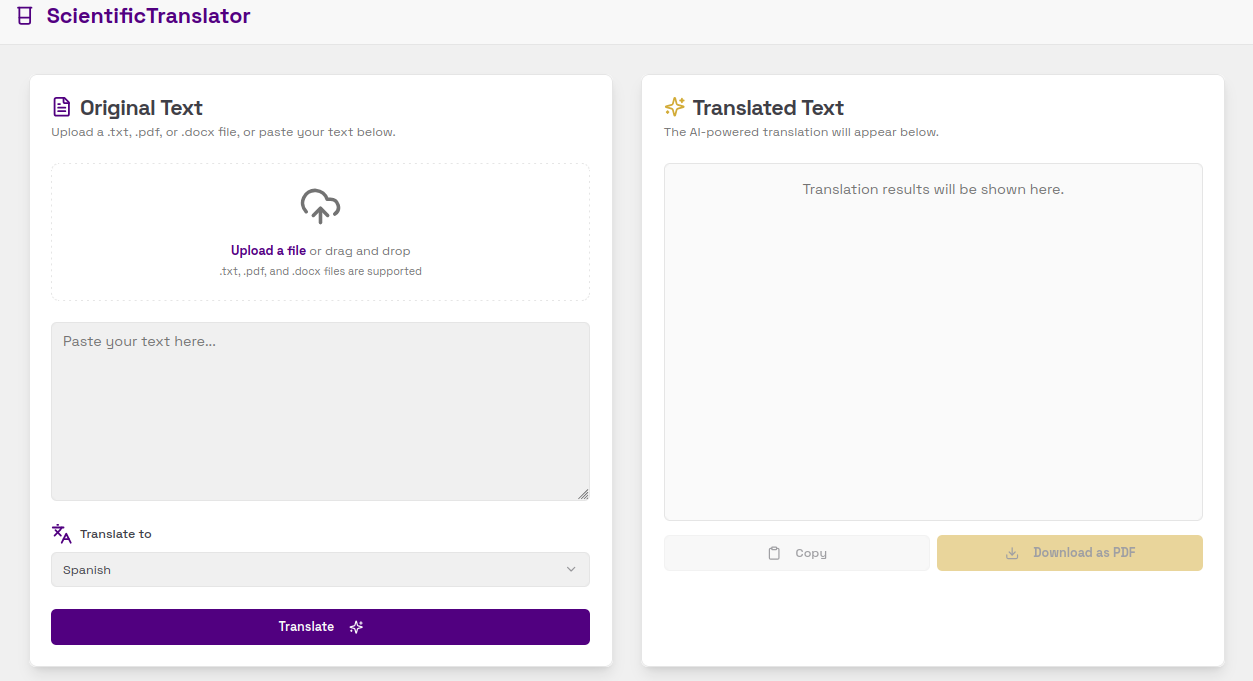 ScientificTranslator
Original Text
Upload a .txt, .pdf, or .docx file, or paste your text below.
Upload a file or drag and drop
.txt, .pdf, and .docx files are supported
Paste your text here...
Translate to
Spanish
Translate
Translated Text
The AI-powered translation will appear below.
Translation results will be shown here.
Copy
Download as PDF